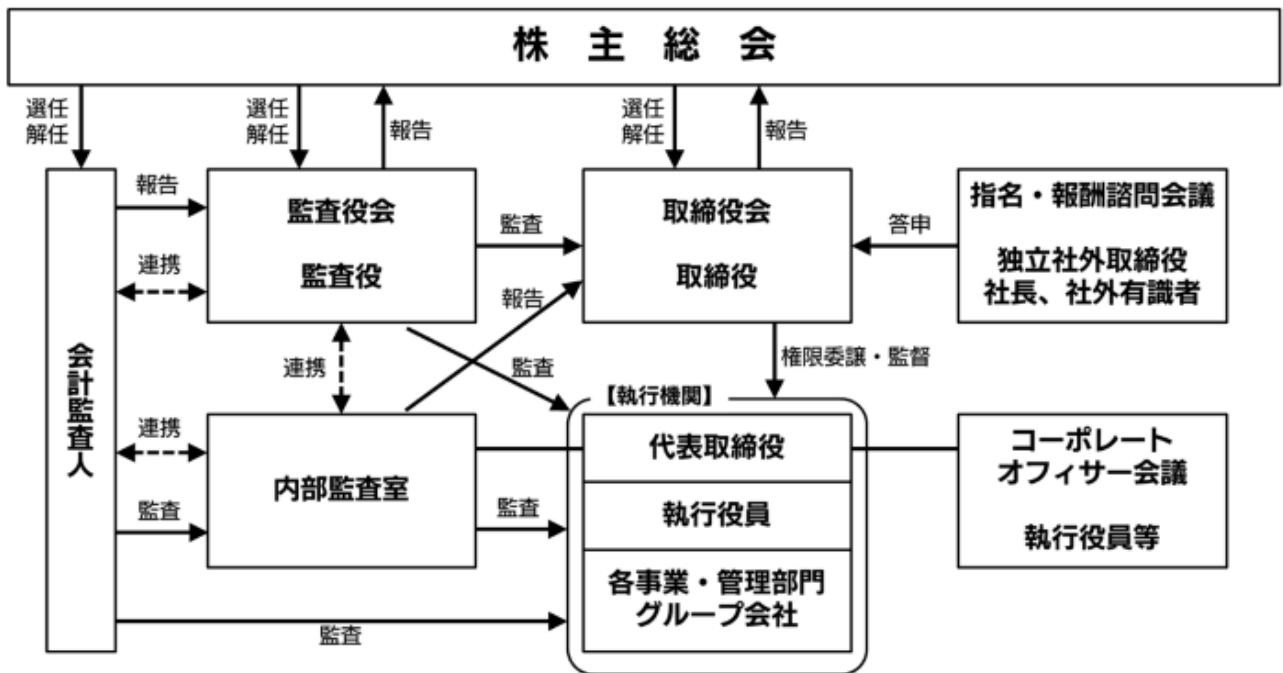 株主総会
選任
解任
選任
解任
報告
選任
解任
報告
会計監査人
報告
連携
監査役会
監査役
監査
取締役会
取締役
答申
指名・報酬諮問会議
独立社外取締役
社長、社外有識者
報告
連携
監査
権限委譲・監督
【執行機関】
連携
監査
内部監査室
監査
代表取締役
執行役員
各事業・管理部門
グループ会社
コーポレート
オフィサー会議
執行役員等
監査